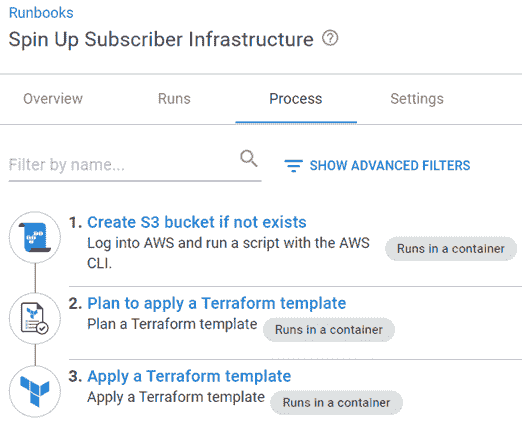 Runbooks
Spin Up Subscriber Infrastructure ?
Overview Runs Process Settings
Filter by name... SHOW ADVANCED FILTERS
1. Create S3 bucket if not exists
Log into AWS and run a script with the AWS Runs in a container
CLI.
2. Plan to apply a Terraform template
Plan a Terraform template Runs in a container
3. Apply a Terraform template
Apply a Terraform template Runs in a container